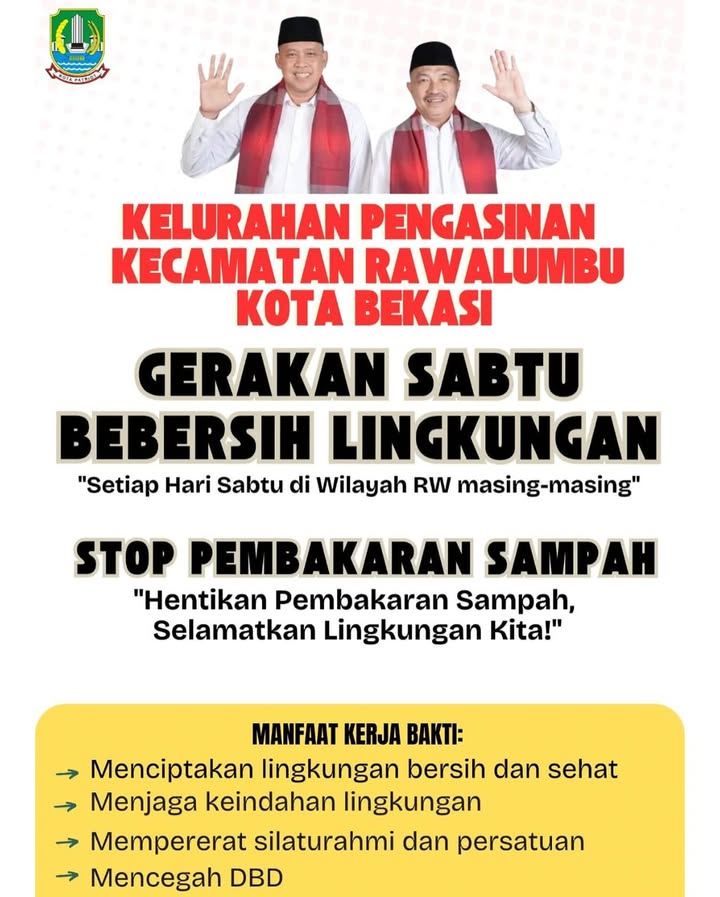 KOTA PATRIOT
KELURAHAN PENGASINAN
KECAMATAN RAWALUMBU
KOTA BEKASI
GERAKAN SABTU
BEBERSIH LINGKUNGAN
"Setiap Hari Sabtu di Wilayah RW masing-masing"
STOP PEMBAKARAN SAMPAH
"Hentikan Pembakaran Sampah,
Selamatkan Lingkungan Kita!"
MANFAAT KERJA BAKTI:
→ Menciptakan lingkungan bersih dan sehat
→ Menjaga keindahan lingkungan
→ Mempererat silaturahmi dan persatuan
→ Mencegah DBD